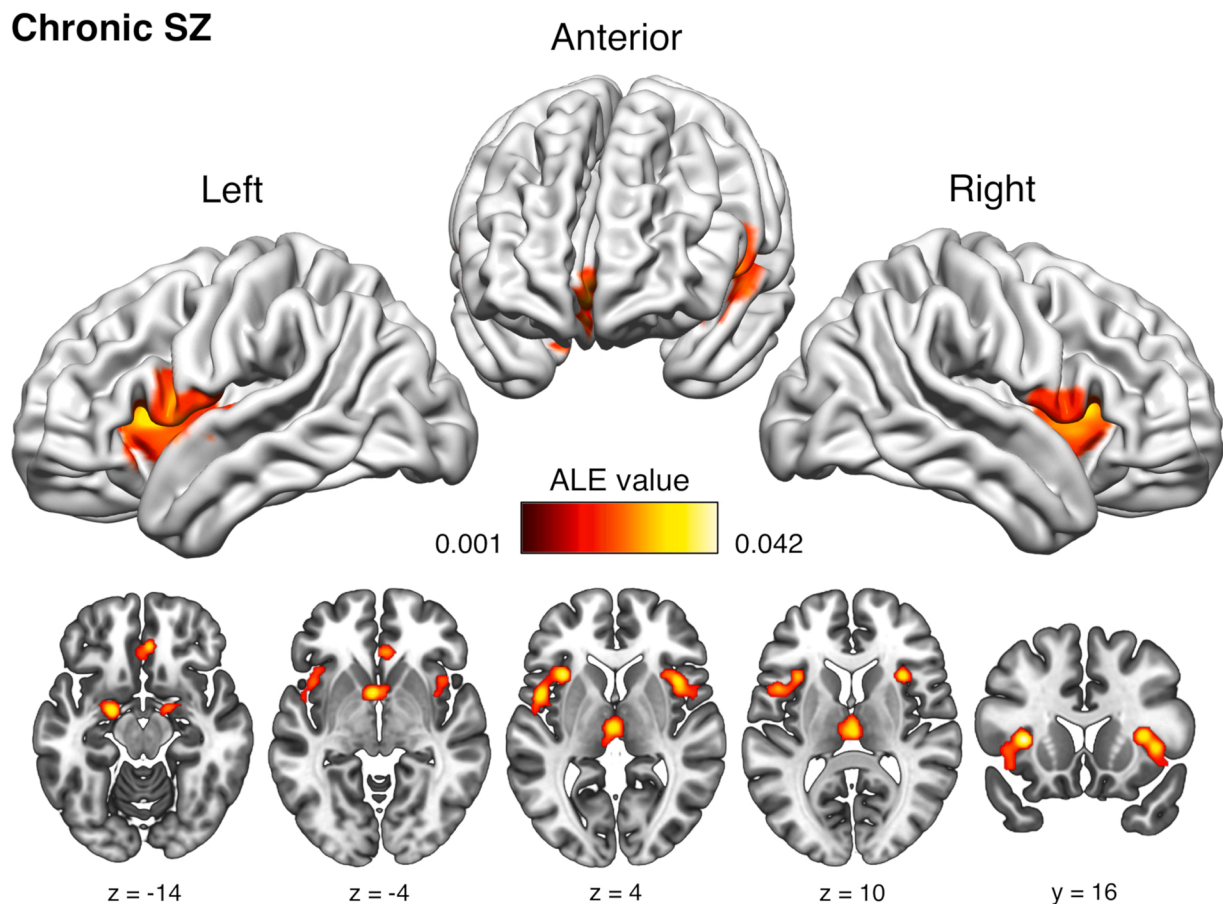 Chronic SZ
Anterior
Left
Right
ALE value
0.001
0.042
z = -14
z = -4
z = 4
z = 10
y = 16